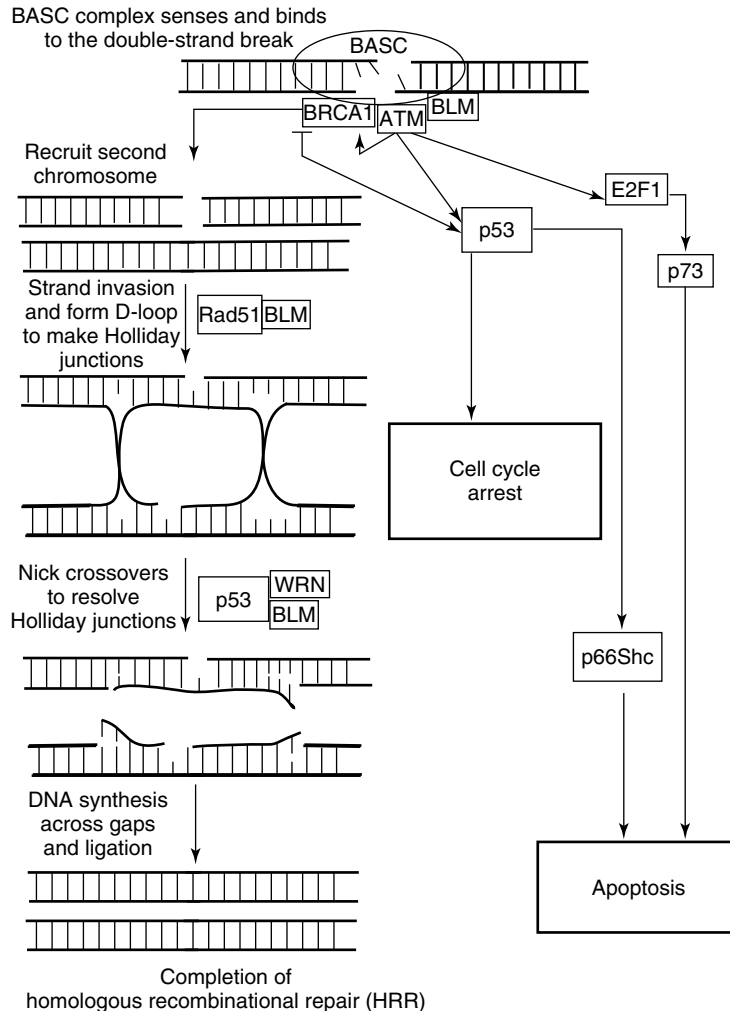 BASC complex senses and binds
to the double-strand break
BASC
BRCA1
ATM
BLM
Recruit second
chromosome
E2F1
p53
p73
Strand invasion
and form D-loop
to make Holliday
junctions
Rad51
BLM
Cell cycle
arrest
Nick crossovers
to resolve
Holliday junctions
p53
WRN
BLM
p66Shc
DNA synthesis
across gaps
and ligation
Apoptosis
Completion of
homologous recombinational repair (HRR)